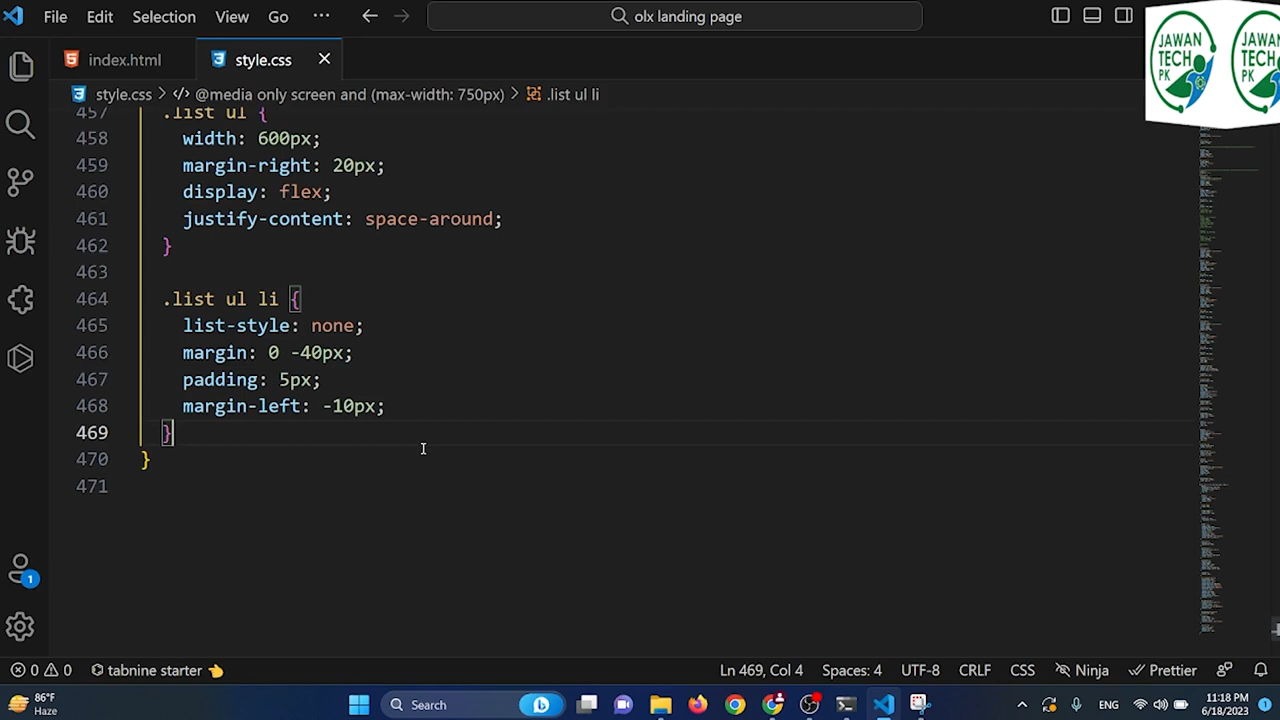 File Edit Selection View Go ··· olx landing page
JAWAN TECH PK
JAWAN TECH PK
index.html style.css
style.css > @media only screen and (max-width: 750px) > .list ul li
457 .list ul {
458 width: 600px;
459 margin-right: 20px;
460 display: flex;
461 justify-content: space-around;
462 }
463
464 .list ul li {
465 list-style: none;
466 margin: 0 -40px;
467 padding: 5px;
468 margin-left: -10px;
469 }
470 }
471
1
0 0 tabnine starter Ln 469, Col 4 Spaces: 4 UTF-8 CRLF CSS Ninja Prettier
86°F
Haze
Search
ENG
11:18 PM
6/18/2023
1